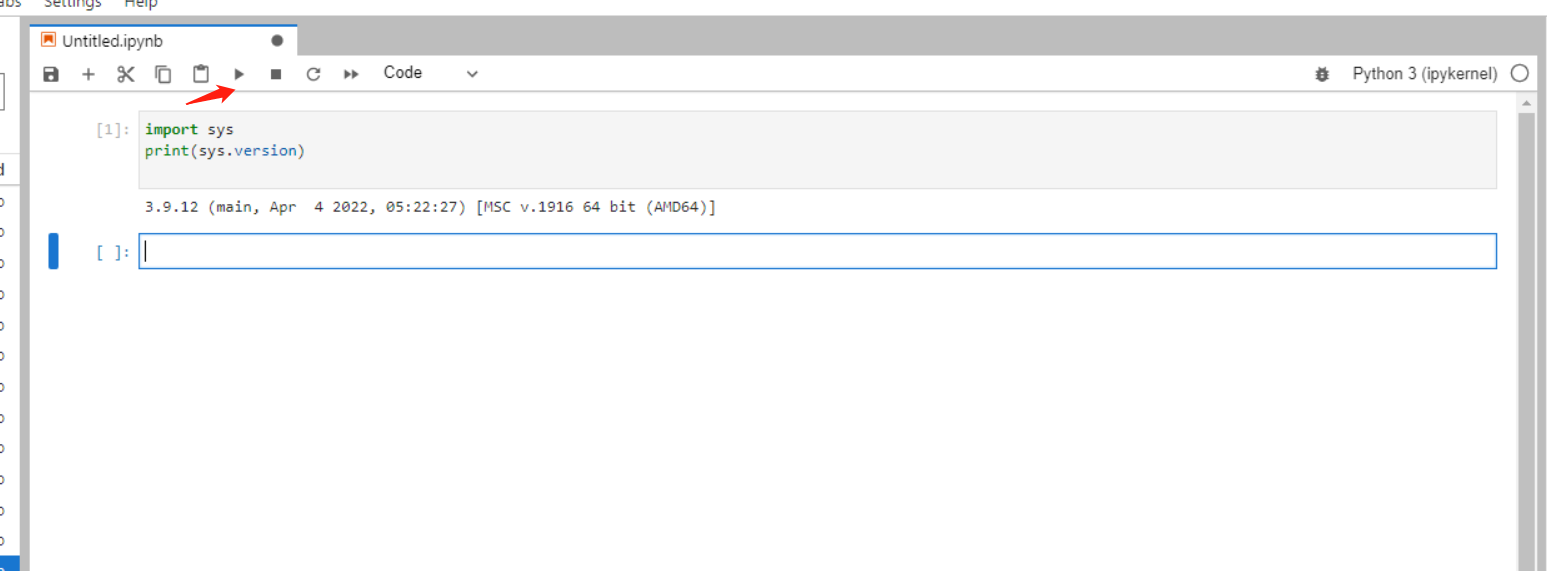 Settings Help
Untitled.ipynb
Code
Python 3 (ipykernel)
[1]: import sys
print(sys.version)
3.9.12 (main, Apr  4 2022, 05:22:27) [MSC v.1916 64 bit (AMD64)]
[ ]: